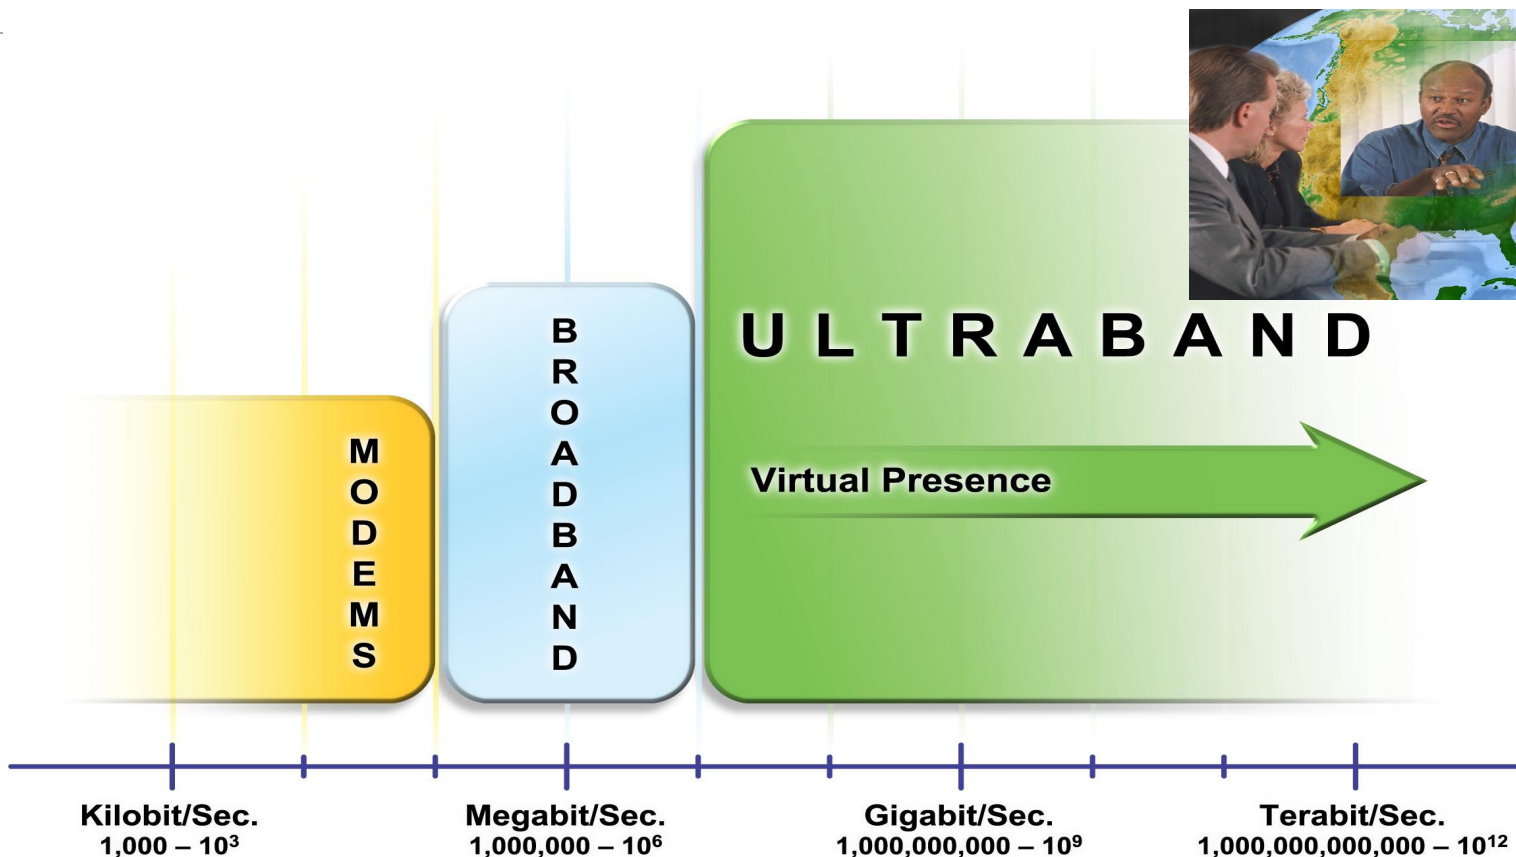 MODEMS
BROADBAND
ULTRABAND
Virtual Presence
Kilobit/Sec.
1,000 – 10³
Megabit/Sec.
1,000,000 – 10⁶
Gigabit/Sec.
1,000,000,000 – 10⁹
Terabit/Sec.
1,000,000,000,000 – 10¹²